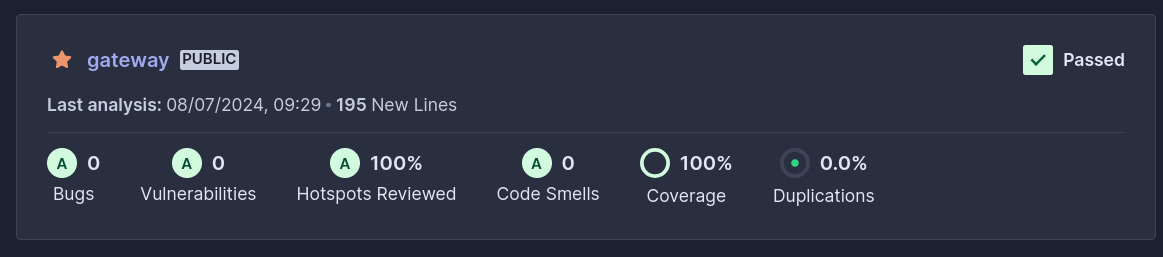 gateway PUBLIC
Passed
Last analysis: 08/07/2024, 09:29 • 195 New Lines
A 0 A 0 A 100% A 0 100% 0.0%
Bugs Vulnerabilities Hotspots Reviewed Code Smells Coverage Duplications